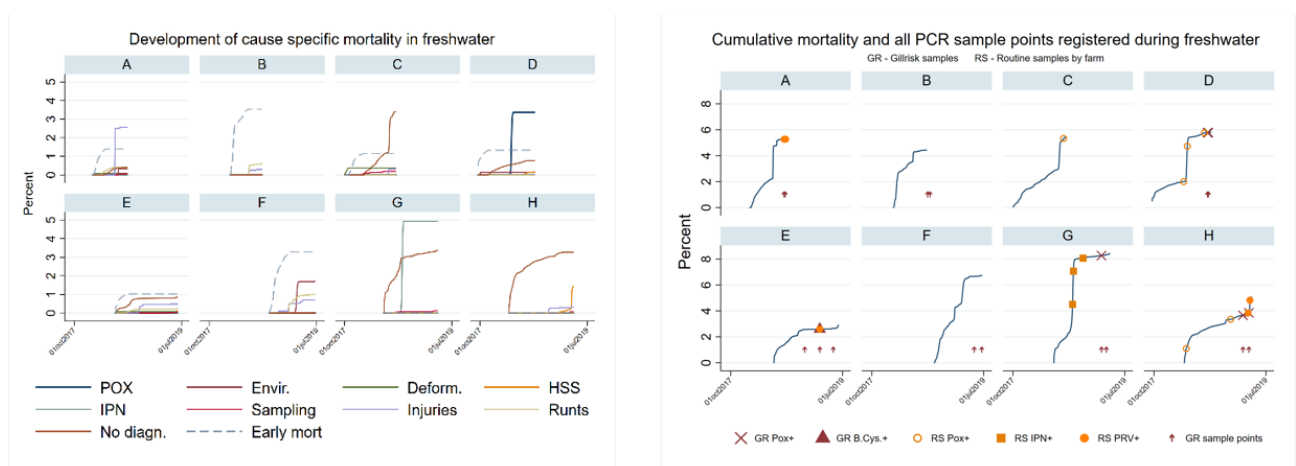 Development of cause specific mortality in freshwater
A B C D
5
4
3
2
1
0
E F G H
5
4
3
2
1
0
Percent
01oct2017 01jul2019 01oct2017 01jul2019 01oct2017 01jul2019 01oct2017 01jul2019
POX Envir. Deform. HSS
IPN Sampling Injuries Runts
No diagn. Early mort
Cumulative mortality and all PCR sample points registered during freshwater
GR - Gillrisk samples RS - Routine samples by farm
A B C D
8
6
4
2
0
E F G H
8
6
4
2
0
Percent
01oct2017 01jul2019 01oct2017 01jul2019 01oct2017 01jul2019 01oct2017 01jul2019
GR Pox+ GR B.Cys.+ RS Pox+ RS IPN+ RS PRV+ GR sample points